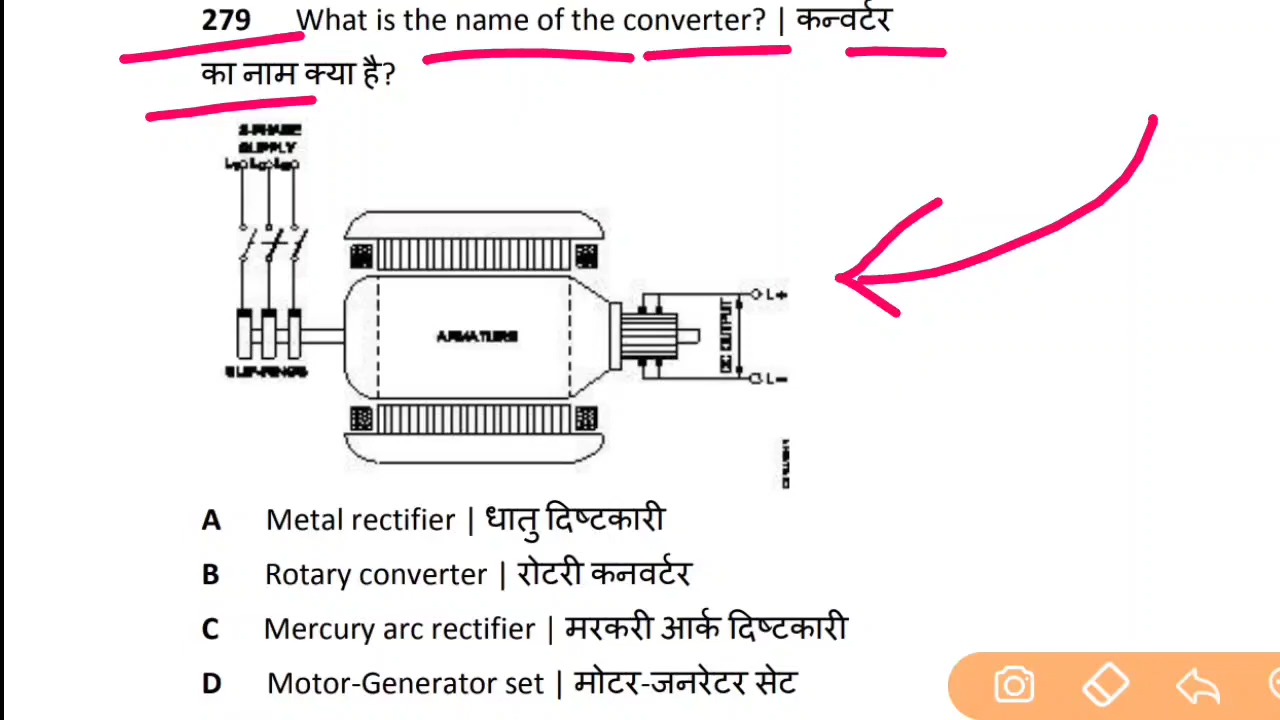 279 What is the name of the converter? | कन्वर्टर
का नाम क्या है?
3-PHASE
SUPPLY
ARMATURE
SLIP-RINGS
DC OUTPUT
L+
L–
A Metal rectifier | धातु दिष्टकारी
B Rotary converter | रोटरी कनवर्टर
C Mercury arc rectifier | मरकरी आर्क दिष्टकारी
D Motor-Generator set | मोटर-जनरेटर सेट